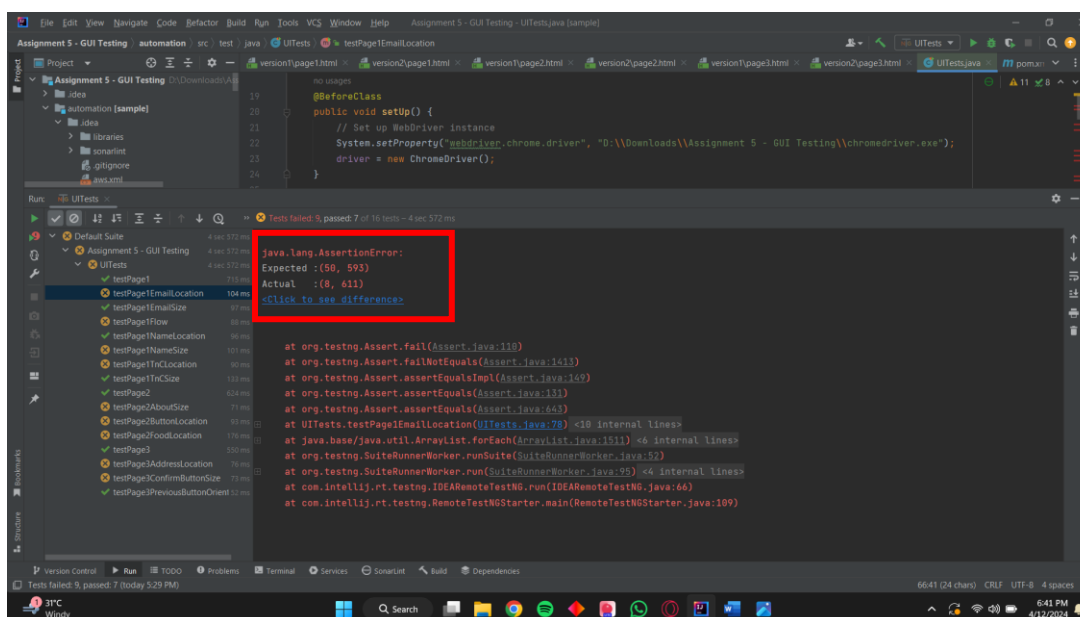 File Edit View Navigate Code Refactor Build Run Tools VCS Window Help Assignment 5 - GUI Testing - UITests.java [sample]
Assignment 5 - GUI Testing automation src test java UITests testPage1EmailLocation UITests
Project version1\page1.html version2\page1.html version1\page2.html version2\page2.html version1\page3.html version2\page3.html UITests.java pom.xm
Assignment 5 - GUI Testing D:\Downloads\As no usages 11 8
.idea 19 @BeforeClass
automation [sample] 20 public void setUp() {
.idea 21 // Set up WebDriver instance
libraries 22 System.setProperty("webdriver.chrome.driver", "D:\\Downloads\\Assignment 5 - GUI Testing\\chromedriver.exe");
sonarlint 23 driver = new ChromeDriver();
.gitignore 24 }
aws.xml
Run: UITests
Tests failed: 9, passed: 7 of 16 tests – 4 sec 572 ms
Default Suite 4 sec 572 ms
Assignment 5 - GUI Testing 4 sec 572 ms
UITests 4 sec 572 ms
testPage1 715 ms
testPage1EmailLocation 104 ms
testPage1EmailSize 97 ms
testPage1Flow 88 ms
testPage1NameLocation 96 ms
testPage1NameSize 101 ms
testPage1TnCLocation 90 ms
testPage1TnCSize 133 ms
testPage2 624 ms
testPage2AboutSize 71 ms
testPage2ButtonLocation 93 ms
testPage2FoodLocation 176 ms
testPage3 550 ms
testPage3AddressLocation 76 ms
testPage3ConfirmButtonSize 73 ms
testPage3PreviousButtonOrient 52 ms
java.lang.AssertionError:
Expected :(50, 593)
Actual :(8, 611)
<Click to see difference>
at org.testng.Assert.fail(Assert.java:110)
at org.testng.Assert.failNotEquals(Assert.java:1413)
at org.testng.Assert.assertEqualsImpl(Assert.java:149)
at org.testng.Assert.assertEquals(Assert.java:131)
at org.testng.Assert.assertEquals(Assert.java:643)
at UITests.testPage1EmailLocation(UITests.java:78) <10 internal lines>
at java.base/java.util.ArrayList.forEach(ArrayList.java:1511) <6 internal lines>
at org.testng.SuiteRunnerWorker.runSuite(SuiteRunnerWorker.java:52)
at org.testng.SuiteRunnerWorker.run(SuiteRunnerWorker.java:95) <4 internal lines>
at com.intellij.rt.testng.IDEARemoteTestNG.run(IDEARemoteTestNG.java:66)
at com.intellij.rt.testng.RemoteTestNGStarter.main(RemoteTestNGStarter.java:109)
Project
Bookmarks
Structure
Version Control Run TODO Problems Terminal Services SonarLint Build Dependencies
Tests failed: 9, passed: 7 (today 5:29 PM) 66:41 (24 chars) CRLF UTF-8 4 spaces
1 31°C Search 6:41 PM
Windy 4/12/2024